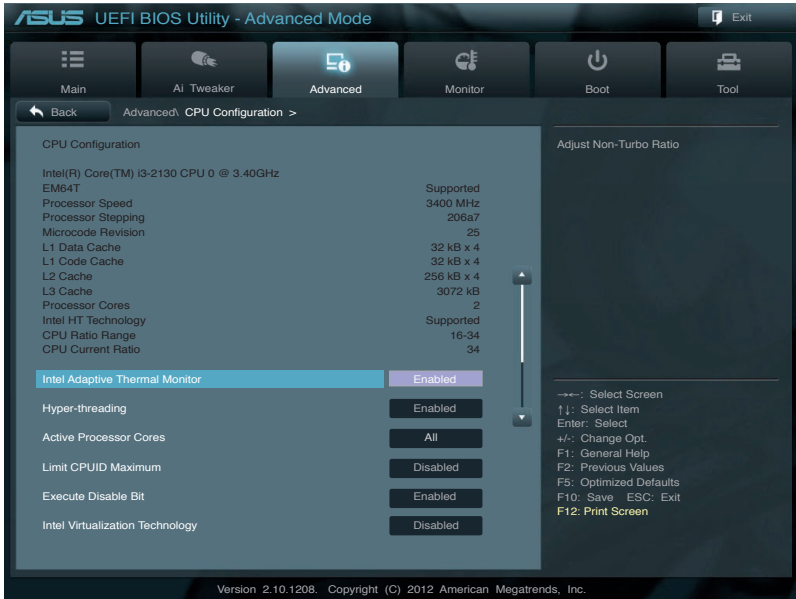 ASUS UEFI BIOS Utility - Advanced Mode
Exit
Main
Ai Tweaker
Advanced
Monitor
Boot
Tool
Back
Advanced\ CPU Configuration >
CPU Configuration
Adjust Non-Turbo Ratio
Intel(R) Core(TM) i3-2130 CPU 0 @ 3.40GHz
EM64T Supported
Processor Speed 3400 MHz
Processor Stepping 206a7
Microcode Revision 25
L1 Data Cache 32 kB x 4
L1 Code Cache 32 kB x 4
L2 Cache 256 kB x 4
L3 Cache 3072 kB
Processor Cores 2
Intel HT Technology Supported
CPU Ratio Range 16-34
CPU Current Ratio 34
Intel Adaptive Thermal Monitor Enabled
Hyper-threading Enabled
Active Processor Cores All
Limit CPUID Maximum Disabled
Execute Disable Bit Enabled
Intel Virtualization Technology Disabled
→←: Select Screen
↑↓: Select Item
Enter: Select
+/-: Change Opt.
F1: General Help
F2: Previous Values
F5: Optimized Defaults
F10: Save ESC: Exit
F12: Print Screen
Version 2.10.1208. Copyright (C) 2012 American Megatrends, Inc.